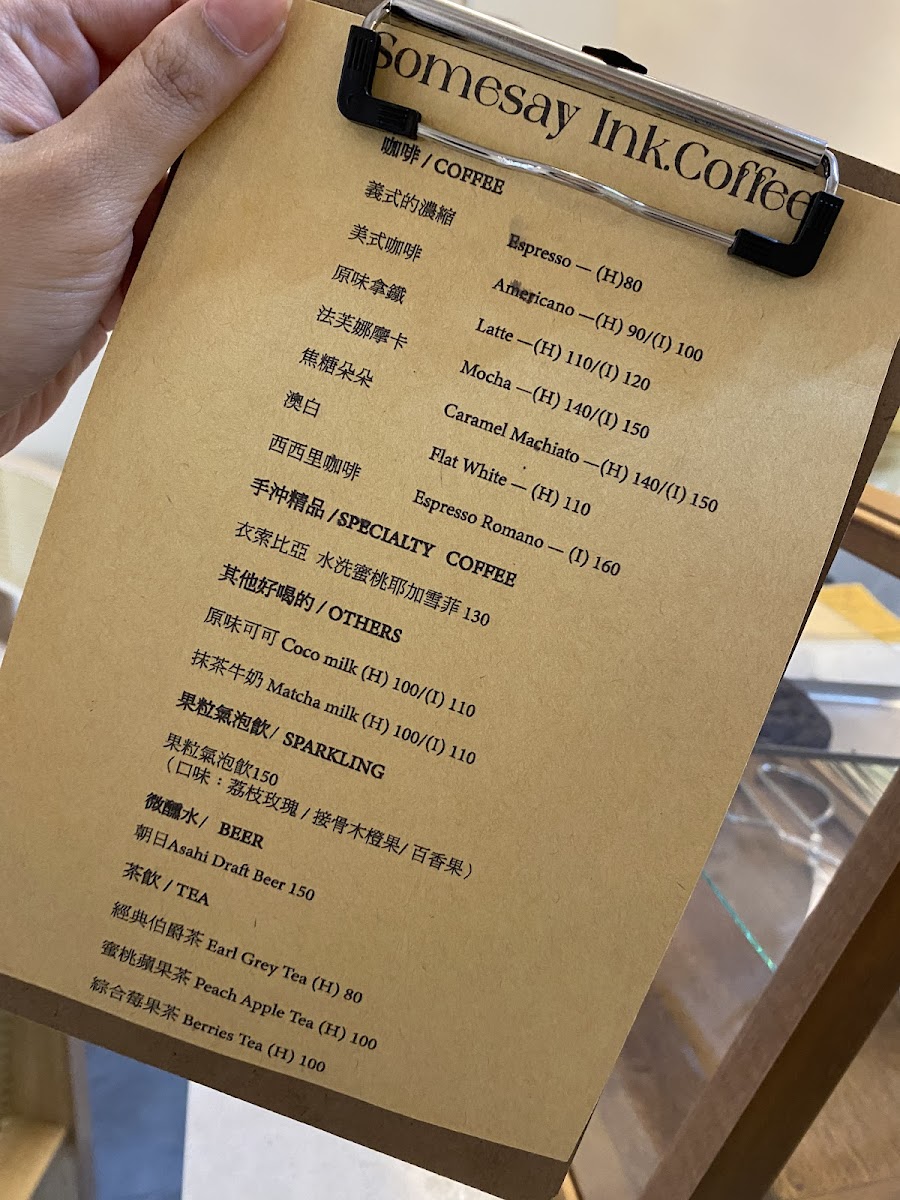 Somesay Ink.Coffee
咖啡 / COFFEE
義式的濃縮 Espresso — (H)80
美式咖啡 Americano —(H) 90/(I) 100
原味拿鐵 Latte —(H) 110/(I) 120
法芙娜摩卡 Mocha —(H) 140/(I) 150
焦糖朵朵 Caramel Machiato —(H) 140/(I) 150
澳白 Flat White — (H) 110
西西里咖啡 Espresso Romano — (I) 160
手沖精品 /SPECIALTY COFFEE
衣索比亞 水洗蜜桃耶加雪菲 130
其他好喝的 / OTHERS
原味可可 Coco milk (H) 100/(I) 110
抹茶牛奶 Matcha milk (H) 100/(I) 110
果粒氣泡飲/ SPARKLING
果粒氣泡飲150
（口味：荔枝玫瑰 / 接骨木橙果/ 百香果）
微醺水/ BEER
朝日Asahi Draft Beer 150
茶飲 / TEA
經典伯爵茶 Earl Grey Tea (H) 80
蜜桃蘋果茶 Peach Apple Tea (H) 100
綜合莓果茶 Berries Tea (H) 100